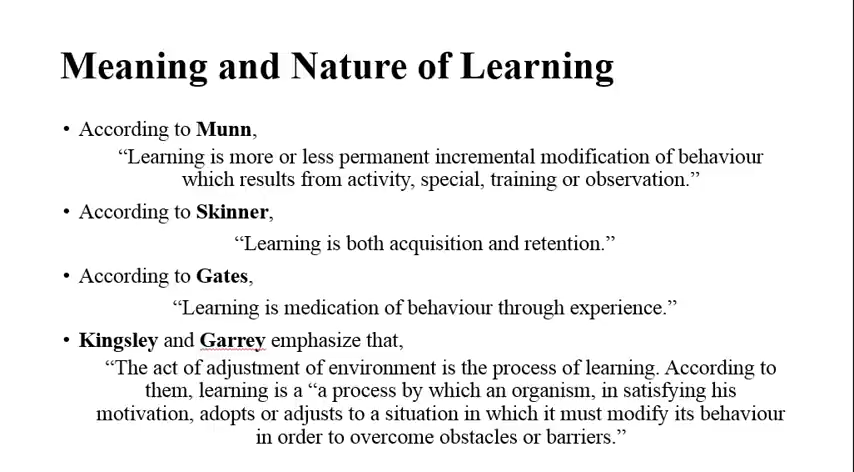 Meaning and Nature of Learning
• According to Munn,
“Learning is more or less permanent incremental modification of behaviour
which results from activity, special, training or observation.”
• According to Skinner,
“Learning is both acquisition and retention.”
• According to Gates,
“Learning is medication of behaviour through experience.”
• Kingsley and Garrey emphasize that,
“The act of adjustment of environment is the process of learning. According to
them, learning is a “a process by which an organism, in satisfying his
motivation, adopts or adjusts to a situation in which it must modify its behaviour
in order to overcome obstacles or barriers.”